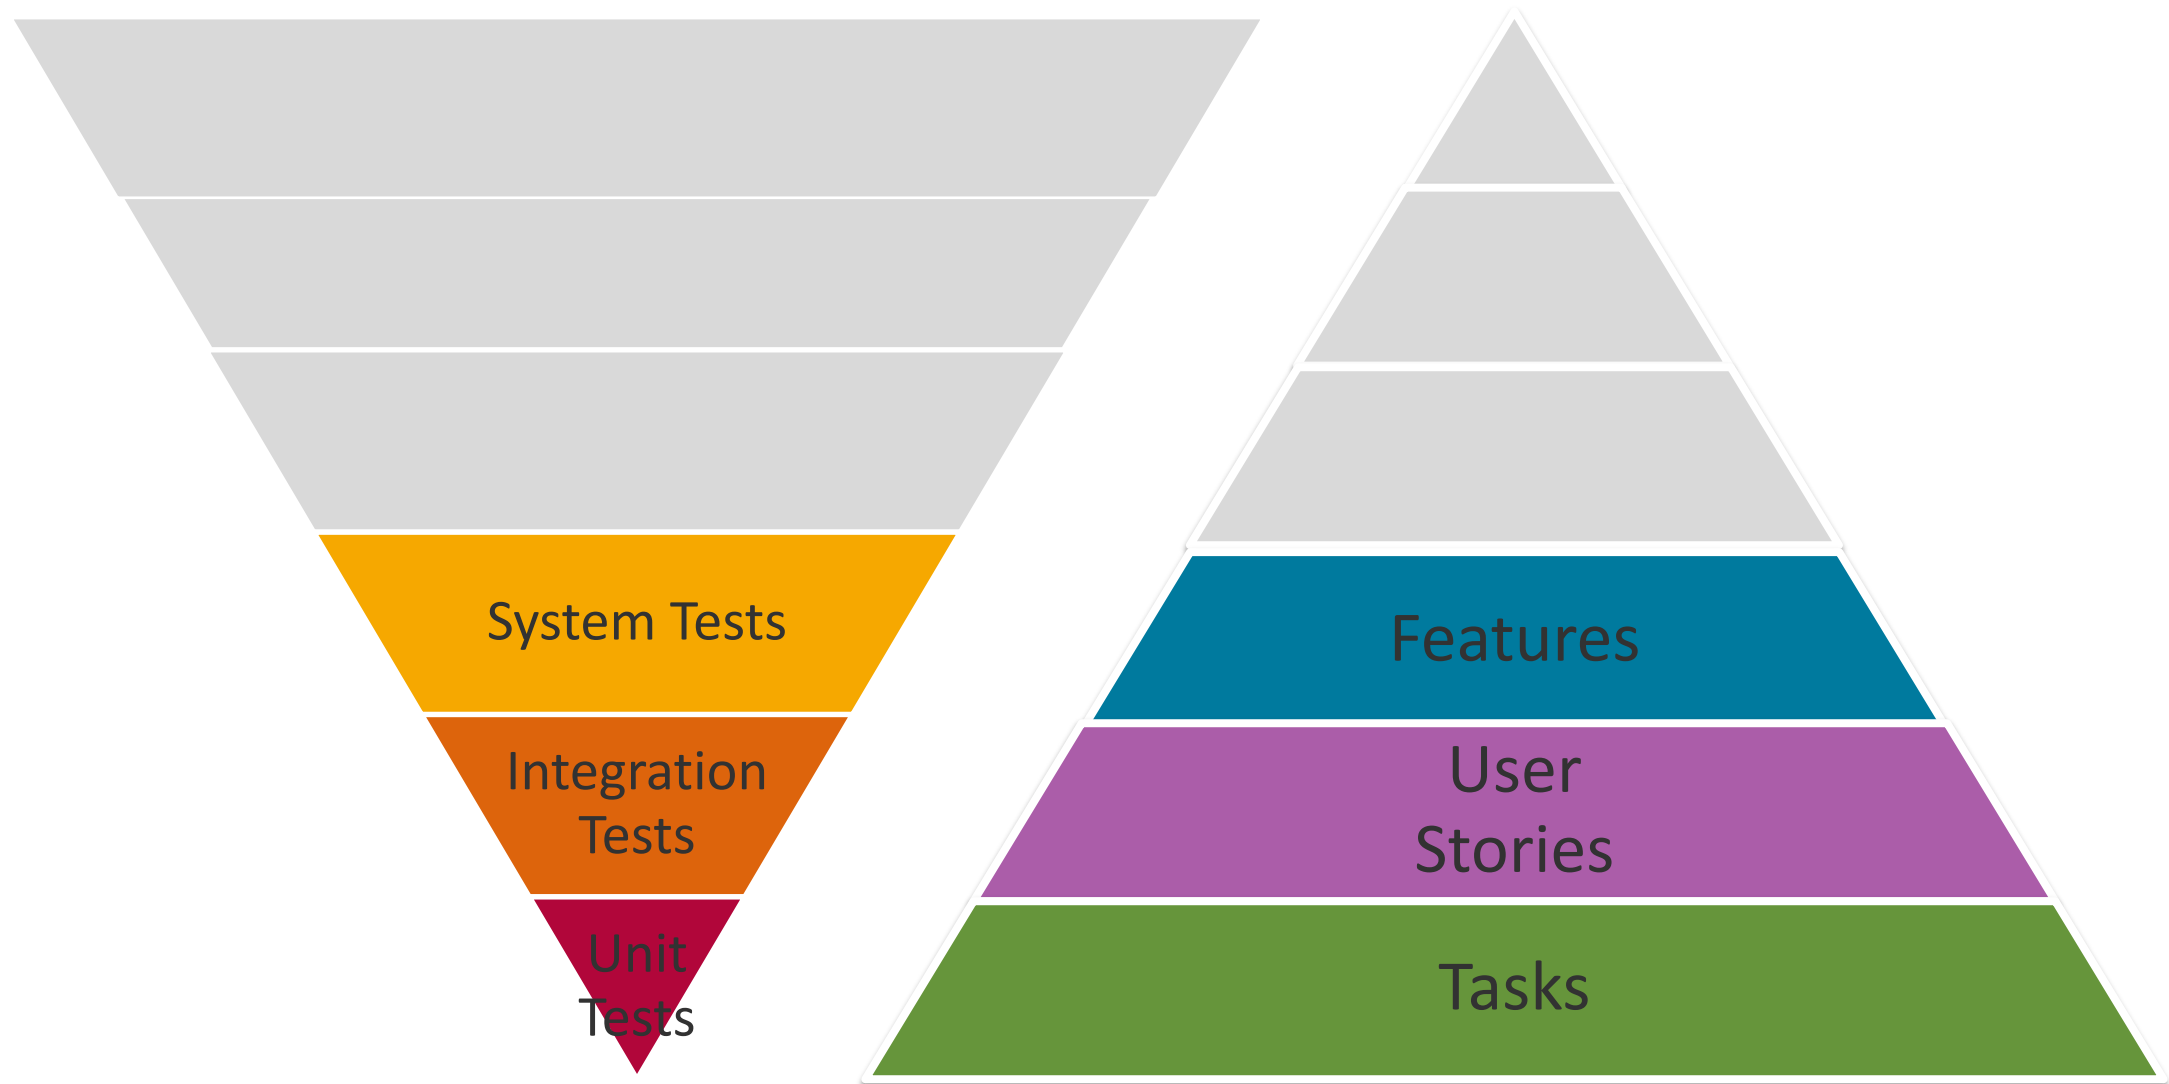 System Tests
Integration
Tests
Unit
Tests
Features
User
Stories
Tasks